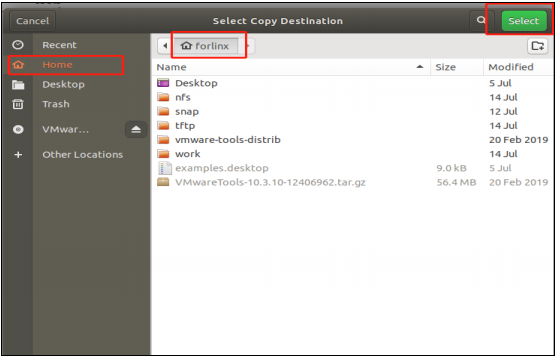 Cancel Select Copy Destination Select
Recent
Home
Desktop
Trash
VMwar...
Other Locations
forlinx
Name Size Modified
Desktop 5 Jul
nfs 14 Jul
snap 12 Jul
tftp 14 Jul
vmware-tools-distrib 20 Feb 2019
work 14 Jul
examples.desktop 9.0 kB 5 Jul
VMwareTools-10.3.10-12406962.tar.gz 56.4 MB 20 Feb 2019